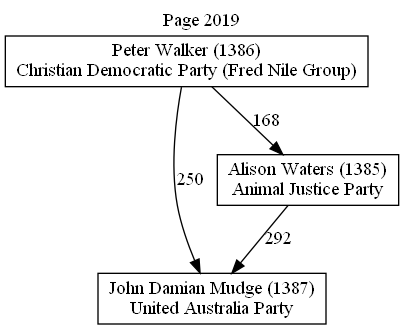 Page 2019
Peter Walker (1386)
Christian Democratic Party (Fred Nile Group)
168
Alison Waters (1385)
Animal Justice Party
250
292
John Damian Mudge (1387)
United Australia Party